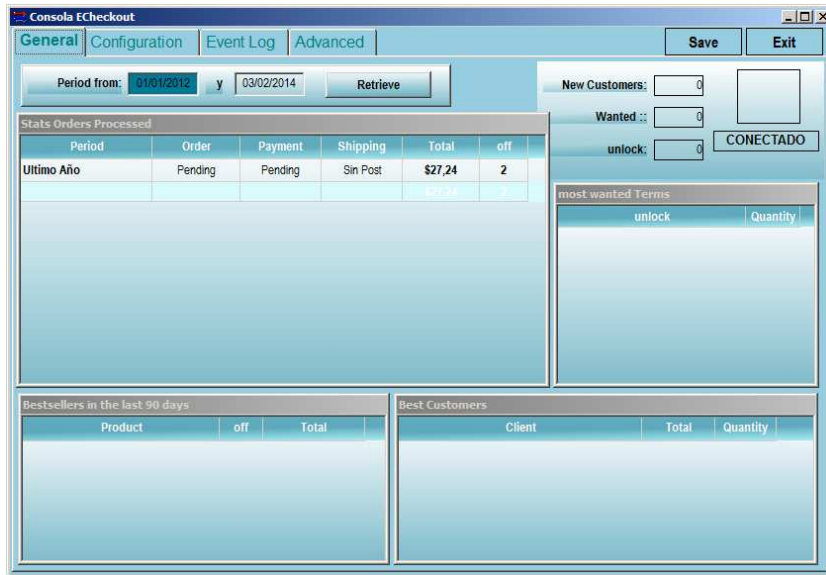 Consola ECheckout
General Configuration Event Log Advanced Save Exit
Period from: 01/01/2012 y 03/02/2014 Retrieve
New Customers: 0
Wanted :: 0
unlock: 0
CONECTADO
Stats Orders Processed
Period Order Payment Shipping Total off
Ultimo Año Pending Pending Sin Post $27,24 2
$27,24 2
most wanted Terms
unlock Quantity
Bestsellers in the last 90 days
Product off Total
Best Customers
Client Total Quantity